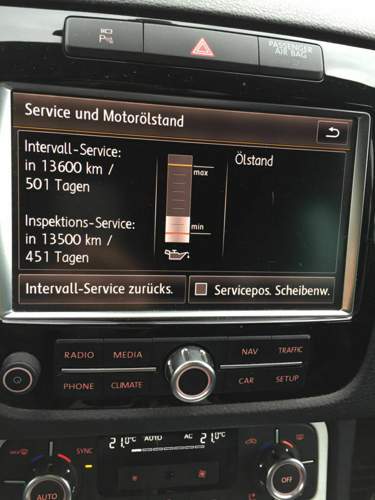 P
PASSENGER
AIR BAG
Service und Motorölstand
Intervall-Service:
in 13600 km /
501 Tagen
Ölstand
max
Inspektions-Service:
in 13500 km /
451 Tagen
min
Intervall-Service zurücks.
Servicepos. Scheibenw.
RADIO
MEDIA
NAV
TRAFFIC
PHONE
CLIMATE
CAR
SETUP
21.0°C
AUTO
AC
21.0°C
SYNC
AUTO
OFF